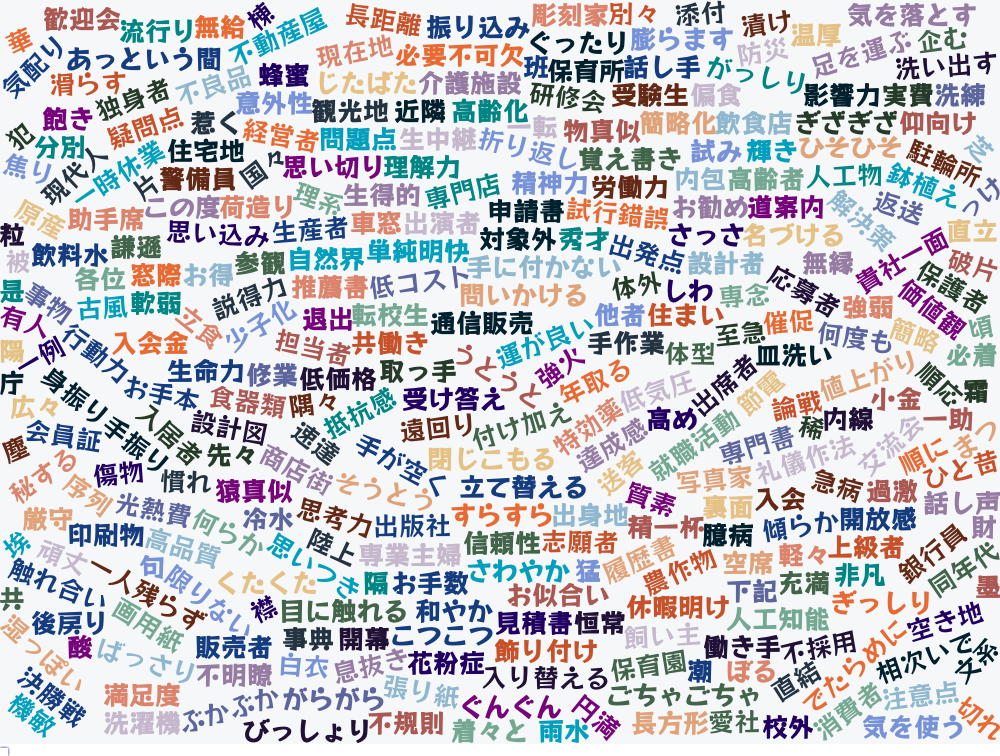 華
歓迎会
流行り
無給
棟
不動産屋
長距離
振り込み
彫刻家
別々
添付
漬け
温厚
気を落とす
気配り
あっという間
現在地
必要不可欠
ぐったり
膨らます
防災
足を運ぶ
企む
滑らす
独身者
不良品
蜂蜜
じたばた
介護施設
班
保育所
話し手
がっしり
洗い出す
飽き
意外性
観光地
近隣
高齢化
研修会
受験生
偏食
影響力
実費
洗練
犯
分別
疑問点
惹く
経営者
問題点
生中継
折り返し
一転
物真似
簡略化
飲食店
ぎざぎざ
仰向け
焦り
現代人
一時休業
住宅地
国々
思い切り
理解力
覚え書き
試み
輝き
ひそひそ
駐輪所
芝
片
警備員
理系
生得的
専門店
精神力
労働力
内包
高齢者
人工物
鉢植え
つけ
原産
助手席
この度
荷造り
車窓
出演者
申請書
試行錯誤
お勧め
道案内
解決策
返送
粒
飲料水
謙遜
思い込み
生産者
自然界
単純明快
対象外
秀才
出発点
さっさ
名づける
直立
被
各位
窓際
お得
参観
推薦書
低コスト
手に付かない
設計者
無縁
貴社
一面
破片
是
事物
古風
軟弱
説得力
問いかける
体外
しわ
専念
応募者
強弱
価値観
保護者
有人
一例
行動力
入会金
立食
少子化
退出
転校生
通信販売
運が良い
他者
住まい
至急
催促
何度も
簡略
頃
陽
担当者
共働き
うとうと
強火
手作業
体型
皿洗い
必着
庁
身振り手振り
お手本
生命力
修業
低価格
取っ手
年取る
低気圧
出席者
節電
値上がり
順応
霜
広々
食器類
隅々
抵抗感
受け答え
付け加え
特効薬
高め
論戦
内線
小金
一助
塵
会員証
入居者
設計図
先々
速達
遠回り
達成感
就職活動
専門書
稀
礼儀作法
交流会
順に
まつ
秘する
傷物
慣れ
商店街
手が空く
閉じこもる
送客
写真家
急病
過激
ひと昔
序列
光熱費
猿真似
そうとう
立て替える
質素
裏面
入会
話し声
厳守
印刷物
何らか
冷水
思考力
出版社
すらすら
出身地
精一杯
臆病
傾らか
開放感
財
埃
頑丈
高品質
思いつき
陸上
専業主婦
信頼性
志願者
履歴書
農作物
空席
軽々
上級者
銀行員
触れ合い
一人残らず
句限りない
くたくた
隔
お手数
さわやか
猛
下記
充満
非凡
同年代
共
後戻り
画用紙
襟
目に触れる
和やか
お似合い
休暇明け
人工知能
ぎっしり
墨
湿っぽい
酸
ばっさり
販売者
事典
開幕
こつこつ
見積書
恒常
飼い主
働き手
不採用
でたらめに
空き地
不明瞭
白衣
息抜き
花粉症
飾り付け
入り替える
保育園
潮
ぼる
直結
相次いで
文系
決勝戦
機敏
満足度
洗濯機
ぶかぶか
がらがら
張り紙
ぐんぐん
円満
ごちゃごちゃ
消費者
注意点
切れ
びっしょり
不規則
着々と
雨水
長方形
愛社
校外
気を使う